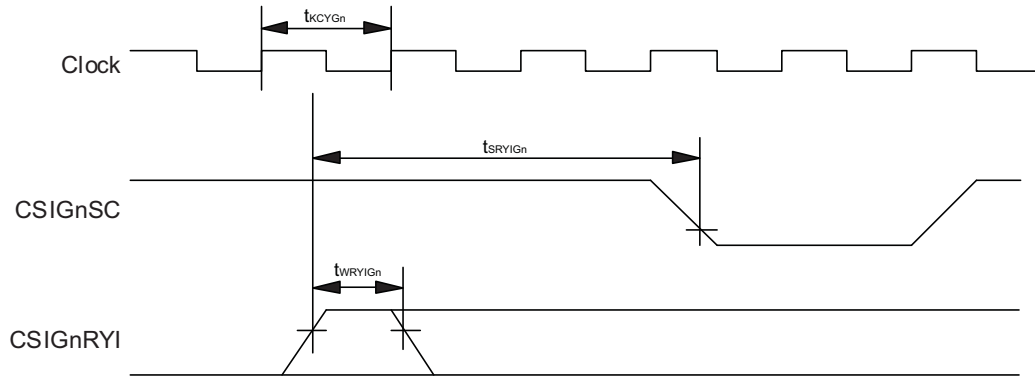 tKCYGn
Clock
tSRYIGn
CSIGnSC
tWRYIGn
CSIGnRYI